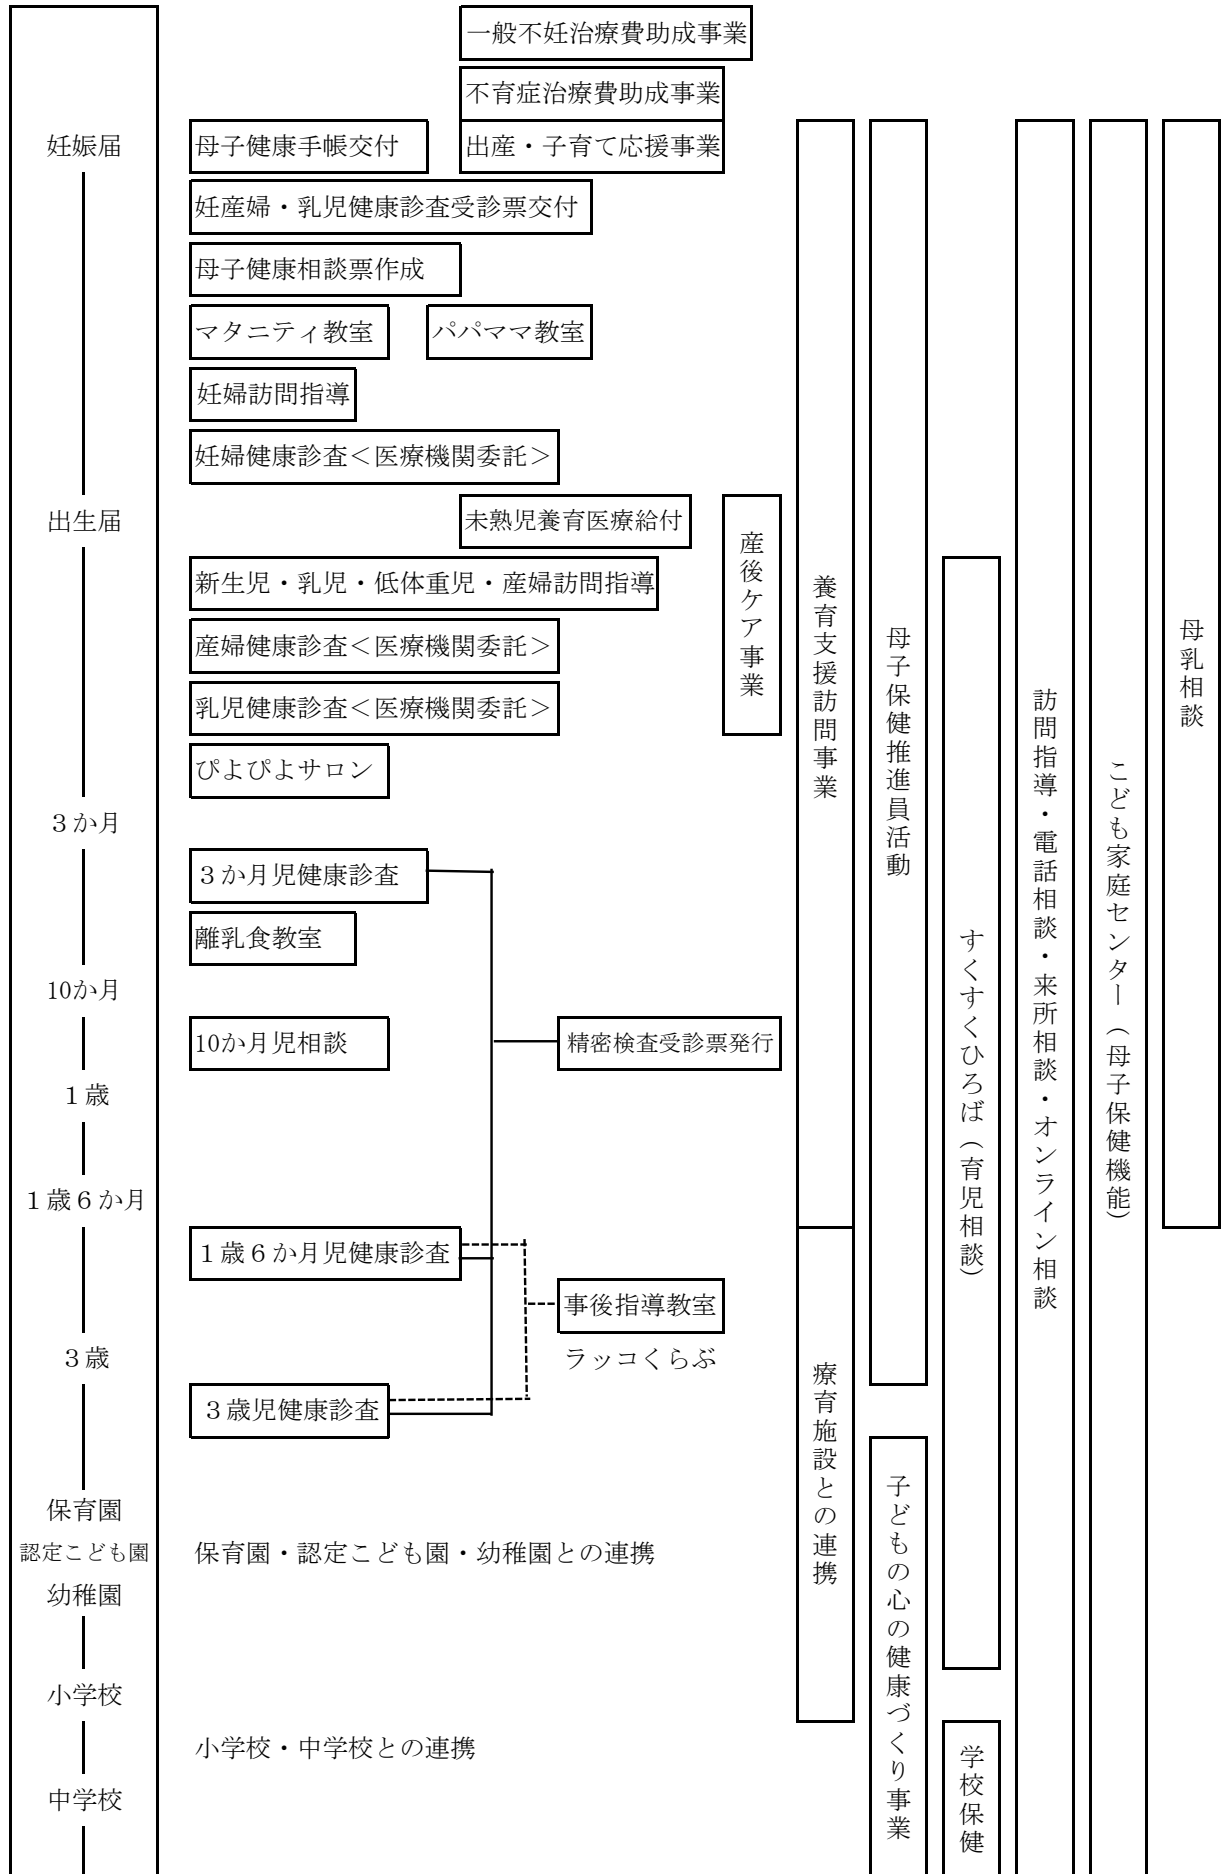 一般不妊治療費助成事業
不育症治療費助成事業
妊娠届
母子健康手帳交付
出産・子育て応援事業
妊産婦・乳児健康診査受診票交付
母子健康相談票作成
マタニティ教室
パパママ教室
妊婦訪問指導
妊婦健康診査＜医療機関委託＞
出生届
未熟児養育医療給付
新生児・乳児・低体重児・産婦訪問指導
産婦健康診査＜医療機関委託＞
乳児健康診査＜医療機関委託＞
ぴよぴよサロン
３か月
３か月児健康診査
離乳食教室
10か月
10か月児相談
精密検査受診票発行
１歳
１歳６か月
１歳６か月児健康診査
事後指導教室
ラッコくらぶ
３歳
３歳児健康診査
保育園
認定こども園
幼稚園
保育園・認定こども園・幼稚園との連携
小学校
小学校・中学校との連携
中学校
産後ケア事業
養育支援訪問事業
療育施設との連携
母子保健推進員活動
子どもの心の健康づくり事業
すくすくひろば（育児相談）
学校保健
訪問指導・電話相談・来所相談・オンライン相談
こども家庭センター（母子保健機能）
母乳相談